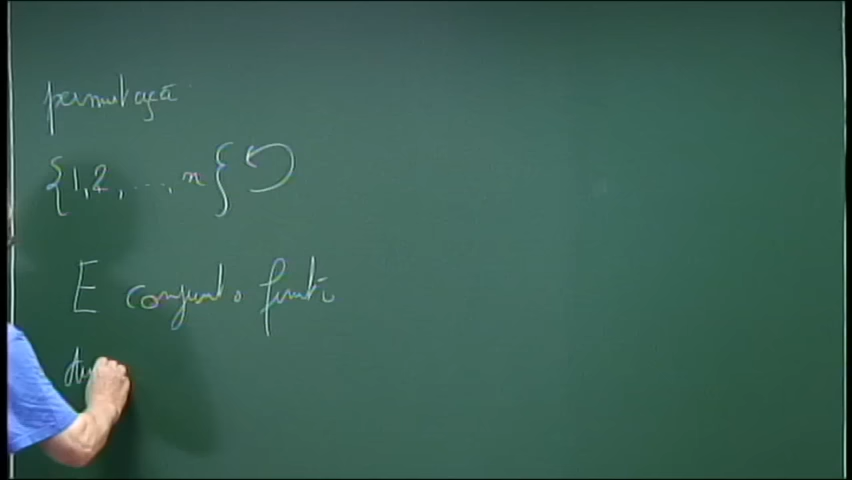 permutação
{1,2, ..., n}
E conjunto finito